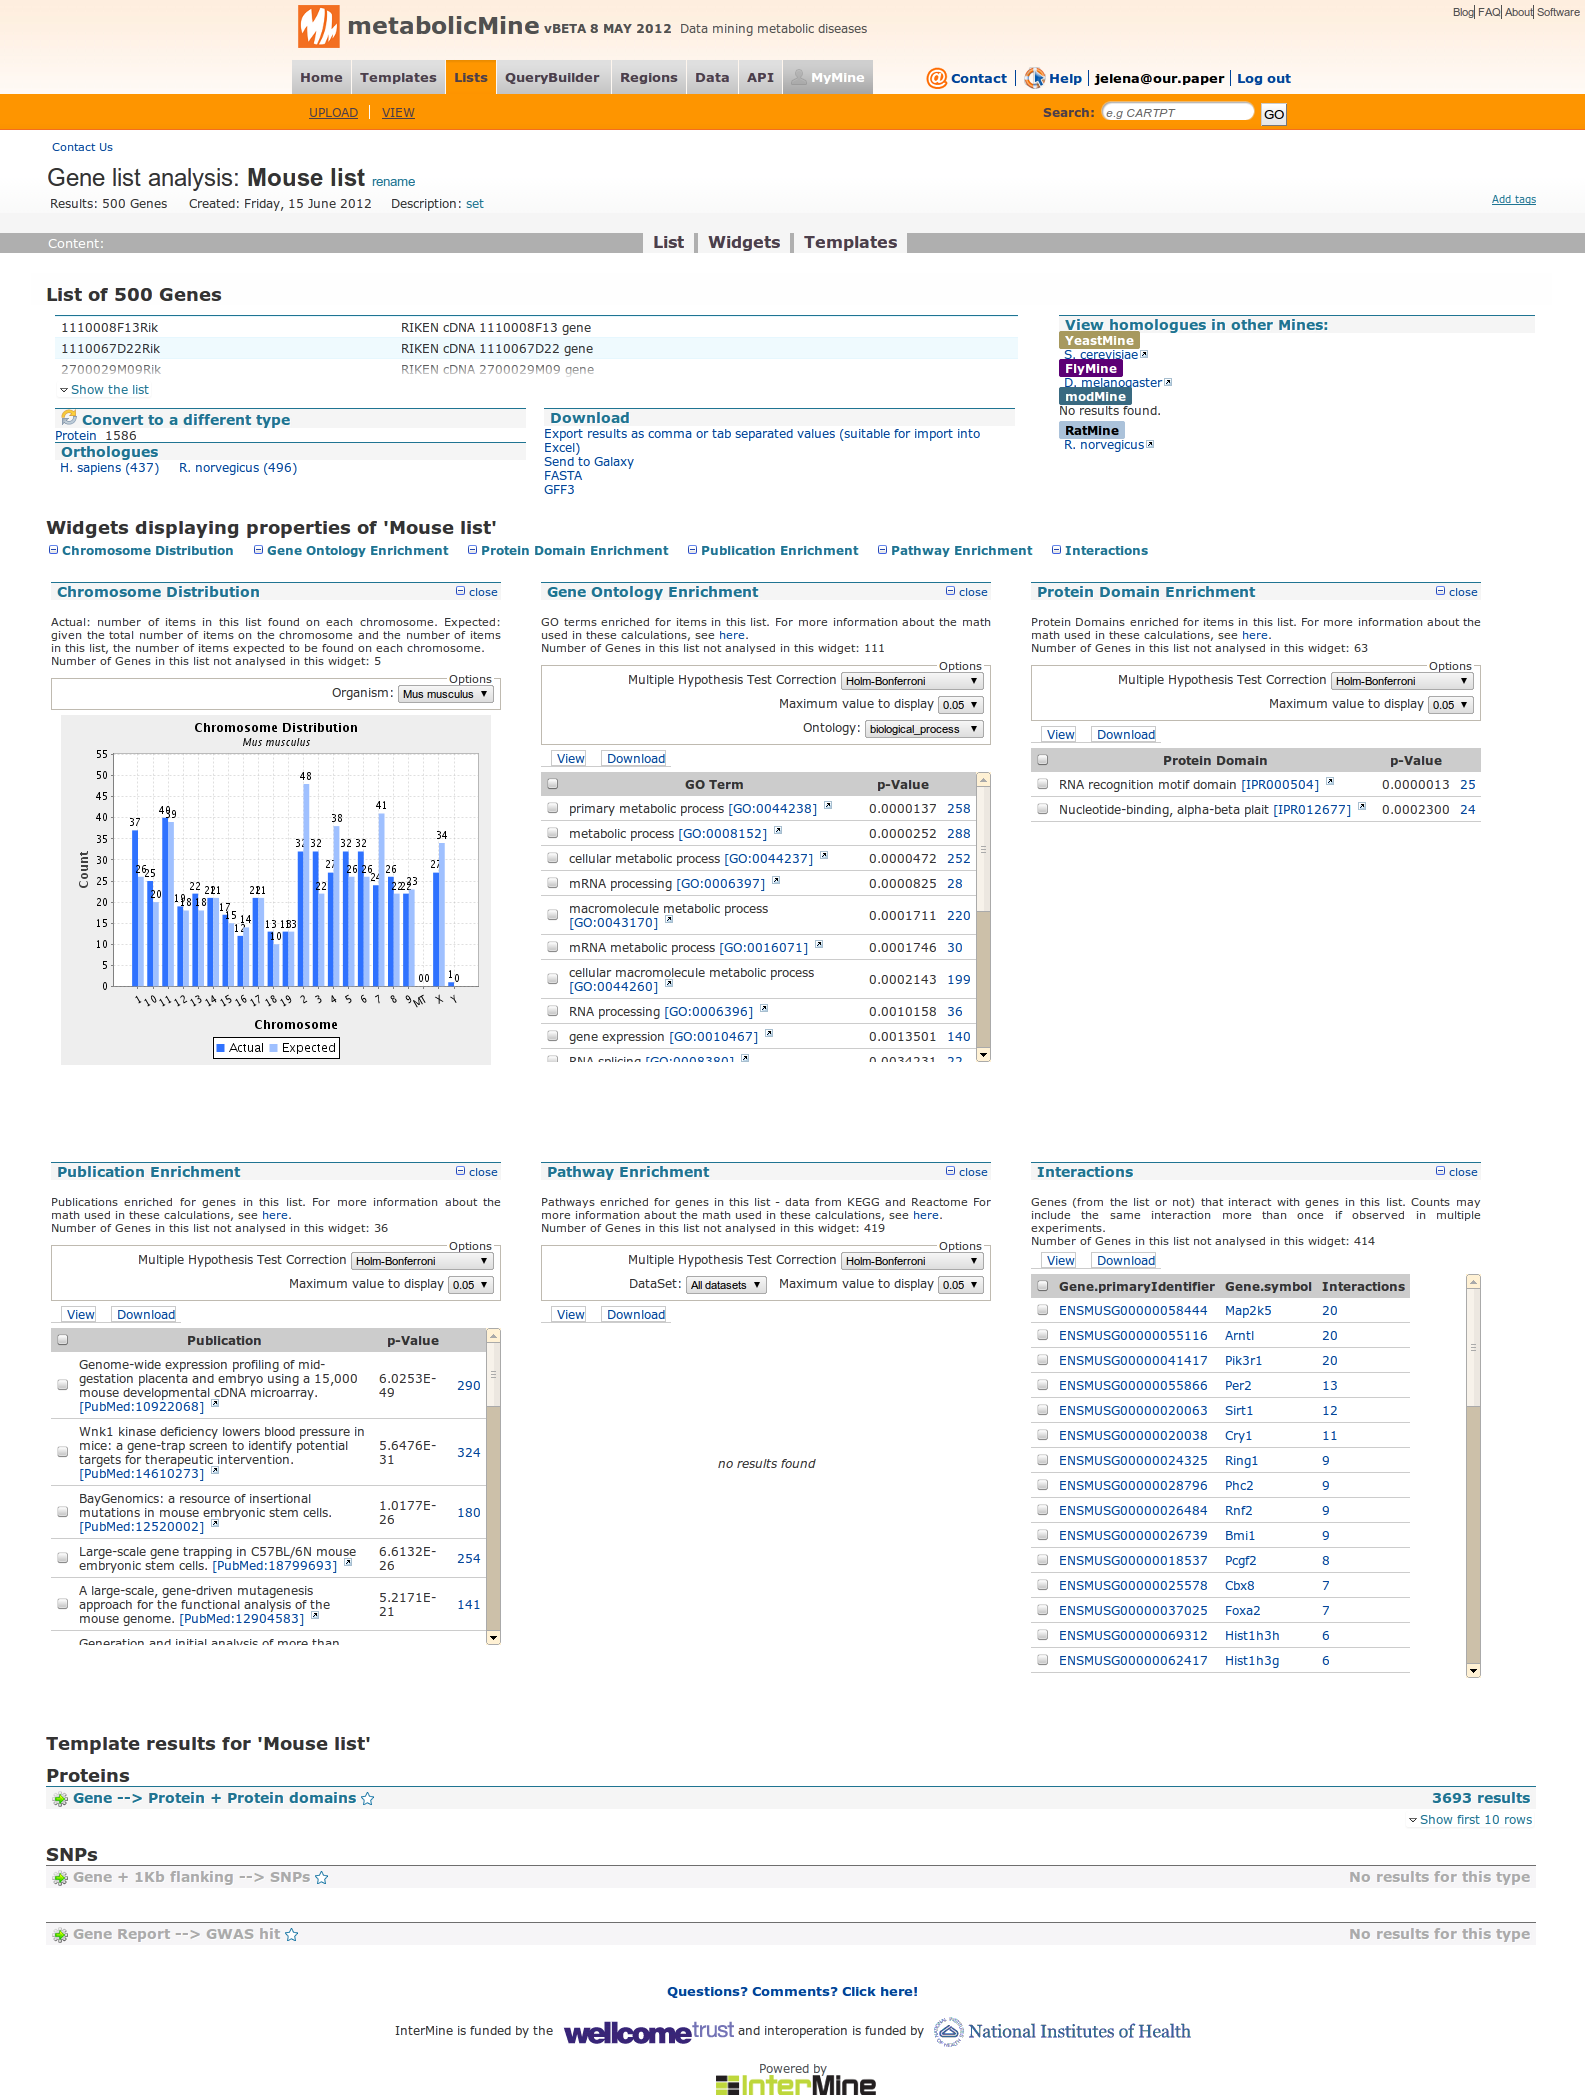 Blog FAQ About Software
metabolicMine vBETA 8 MAY 2012 Data mining metabolic diseases
Home Templates Lists QueryBuilder Regions Data API MyMine
Contact Help jelena@our.paper Log out
UPLOAD VIEW
Search: e.g CARTPT GO
Contact Us
Gene list analysis: Mouse list rename
Results: 500 Genes Created: Friday, 15 June 2012 Description: set
Add tags
Content:
List Widgets Templates
List of 500 Genes
1110008F13Rik RIKEN cDNA 1110008F13 gene
1110067D22Rik RIKEN cDNA 1110067D22 gene
2700029M09Rik RIKEN cDNA 2700029M09 gene
Show the list
View homologues in other Mines:
YeastMine
S. cerevisiae
FlyMine
D. melanogaster
modMine
No results found.
RatMine
R. norvegicus
Convert to a different type
Protein 1586
Orthologues
H. sapiens (437) R. norvegicus (496)
Download
Export results as comma or tab separated values (suitable for import into
Excel)
Send to Galaxy
FASTA
GFF3
Widgets displaying properties of 'Mouse list'
Chromosome Distribution Gene Ontology Enrichment Protein Domain Enrichment Publication Enrichment Pathway Enrichment Interactions
Chromosome Distribution close
Actual: number of items in this list found on each chromosome. Expected:
given the total number of items on the chromosome and the number of items
in this list, the number of items expected to be found on each chromosome.
Number of Genes in this list not analysed in this widget: 5
Options
Organism: Mus musculus
Chromosome Distribution
Mus musculus
Count
55
50
45
40
35
30
25
20
15
10
5
0
37 26 25 20 40 39 19 18 22 18 21 21 17 15 12 14 21 21 13 10 13 13 32 48 32 22 27 38 32 26 32 26 24 41 26 22 22 23 0 0 27 34 1 0
1 10 11 12 13 14 15 16 17 18 19 2 3 4 5 6 7 8 9 MT X Y
Chromosome
Actual Expected
Gene Ontology Enrichment close
GO terms enriched for items in this list. For more information about the math
used in these calculations, see here.
Number of Genes in this list not analysed in this widget: 111
Options
Multiple Hypothesis Test Correction Holm-Bonferroni
Maximum value to display 0.05
Ontology: biological_process
View Download
GO Term p-Value
primary metabolic process [GO:0044238] 0.0000137 258
metabolic process [GO:0008152] 0.0000252 288
cellular metabolic process [GO:0044237] 0.0000472 252
mRNA processing [GO:0006397] 0.0000825 28
macromolecule metabolic process
[GO:0043170] 0.0001711 220
mRNA metabolic process [GO:0016071] 0.0001746 30
cellular macromolecule metabolic process
[GO:0044260] 0.0002143 199
RNA processing [GO:0006396] 0.0010158 36
gene expression [GO:0010467] 0.0013501 140
RNA splicing [GO:0008380] 0.0034231 22
Protein Domain Enrichment close
Protein Domains enriched for items in this list. For more information about the
math used in these calculations, see here.
Number of Genes in this list not analysed in this widget: 63
Options
Multiple Hypothesis Test Correction Holm-Bonferroni
Maximum value to display 0.05
View Download
Protein Domain p-Value
RNA recognition motif domain [IPR000504] 0.0000013 25
Nucleotide-binding, alpha-beta plait [IPR012677] 0.0002300 24
Publication Enrichment close
Publications enriched for genes in this list. For more information about the
math used in these calculations, see here.
Number of Genes in this list not analysed in this widget: 36
Options
Multiple Hypothesis Test Correction Holm-Bonferroni
Maximum value to display 0.05
View Download
Publication p-Value
Genome-wide expression profiling of mid-
gestation placenta and embryo using a 15,000
mouse developmental cDNA microarray.
[PubMed:10922068] 6.0253E-49 290
Wnk1 kinase deficiency lowers blood pressure in
mice: a gene-trap screen to identify potential
targets for therapeutic intervention.
[PubMed:14610273] 5.6476E-31 324
BayGenomics: a resource of insertional
mutations in mouse embryonic stem cells.
[PubMed:12520002] 1.0177E-26 180
Large-scale gene trapping in C57BL/6N mouse
embryonic stem cells. [PubMed:18799693] 6.6132E-26 254
A large-scale, gene-driven mutagenesis
approach for the functional analysis of the
mouse genome. [PubMed:12904583] 5.2171E-21 141
Generation and initial analysis of more than
Pathway Enrichment close
Pathways enriched for genes in this list - data from KEGG and Reactome For
more information about the math used in these calculations, see here.
Number of Genes in this list not analysed in this widget: 419
Options
Multiple Hypothesis Test Correction Holm-Bonferroni
DataSet: All datasets Maximum value to display 0.05
View Download
no results found
Interactions close
Genes (from the list or not) that interact with genes in this list. Counts may
include the same interaction more than once if observed in multiple
experiments.
Number of Genes in this list not analysed in this widget: 414
View Download
Gene.primaryIdentifier Gene.symbol Interactions
ENSMUSG00000058444 Map2k5 20
ENSMUSG00000055116 Arntl 20
ENSMUSG00000041417 Pik3r1 20
ENSMUSG00000055866 Per2 13
ENSMUSG00000020063 Sirt1 12
ENSMUSG00000020038 Cry1 11
ENSMUSG00000024325 Ring1 9
ENSMUSG00000028796 Phc2 9
ENSMUSG00000026484 Rnf2 9
ENSMUSG00000026739 Bmi1 9
ENSMUSG00000018537 Pcgf2 8
ENSMUSG00000025578 Cbx8 7
ENSMUSG00000037025 Foxa2 7
ENSMUSG00000069312 Hist1h3h 6
ENSMUSG00000062417 Hist1h3g 6
Template results for 'Mouse list'
Proteins
Gene --> Protein + Protein domains 3693 results
Show first 10 rows
SNPs
Gene + 1Kb flanking --> SNPs No results for this type
Gene Report --> GWAS hit No results for this type
Questions? Comments? Click here!
InterMine is funded by the wellcometrust and interoperation is funded by National Institutes of Health
Powered by
InterMine